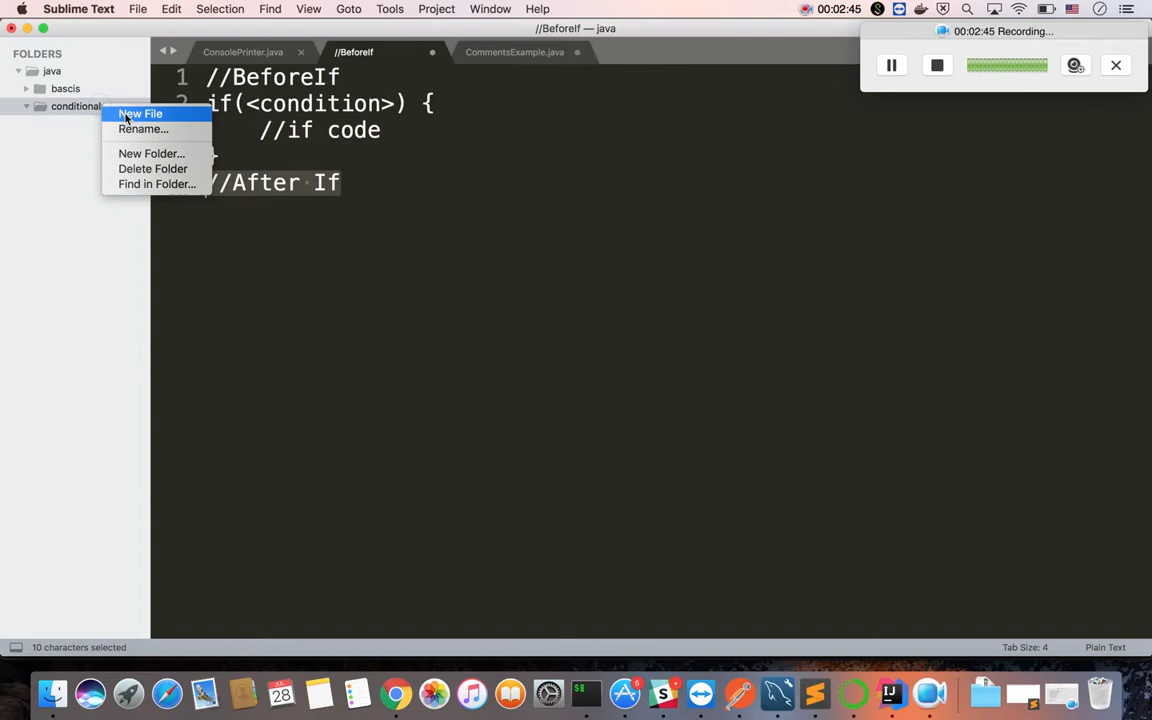 Sublime Text File Edit Selection Find View Goto Tools Project Window Help 00:02:45
//BeforeIf — java
00:02:45 Recording...
FOLDERS
java
bascis
conditional
New File
Rename...
New Folder...
Delete Folder
Find in Folder...
ConsolePrinter.java × //BeforeIf CommentsExample.java
1 //BeforeIf
2 if(<condition>) {
//if code
}
//After If
10 characters selected Tab Size: 4 Plain Text
JUL
28
5